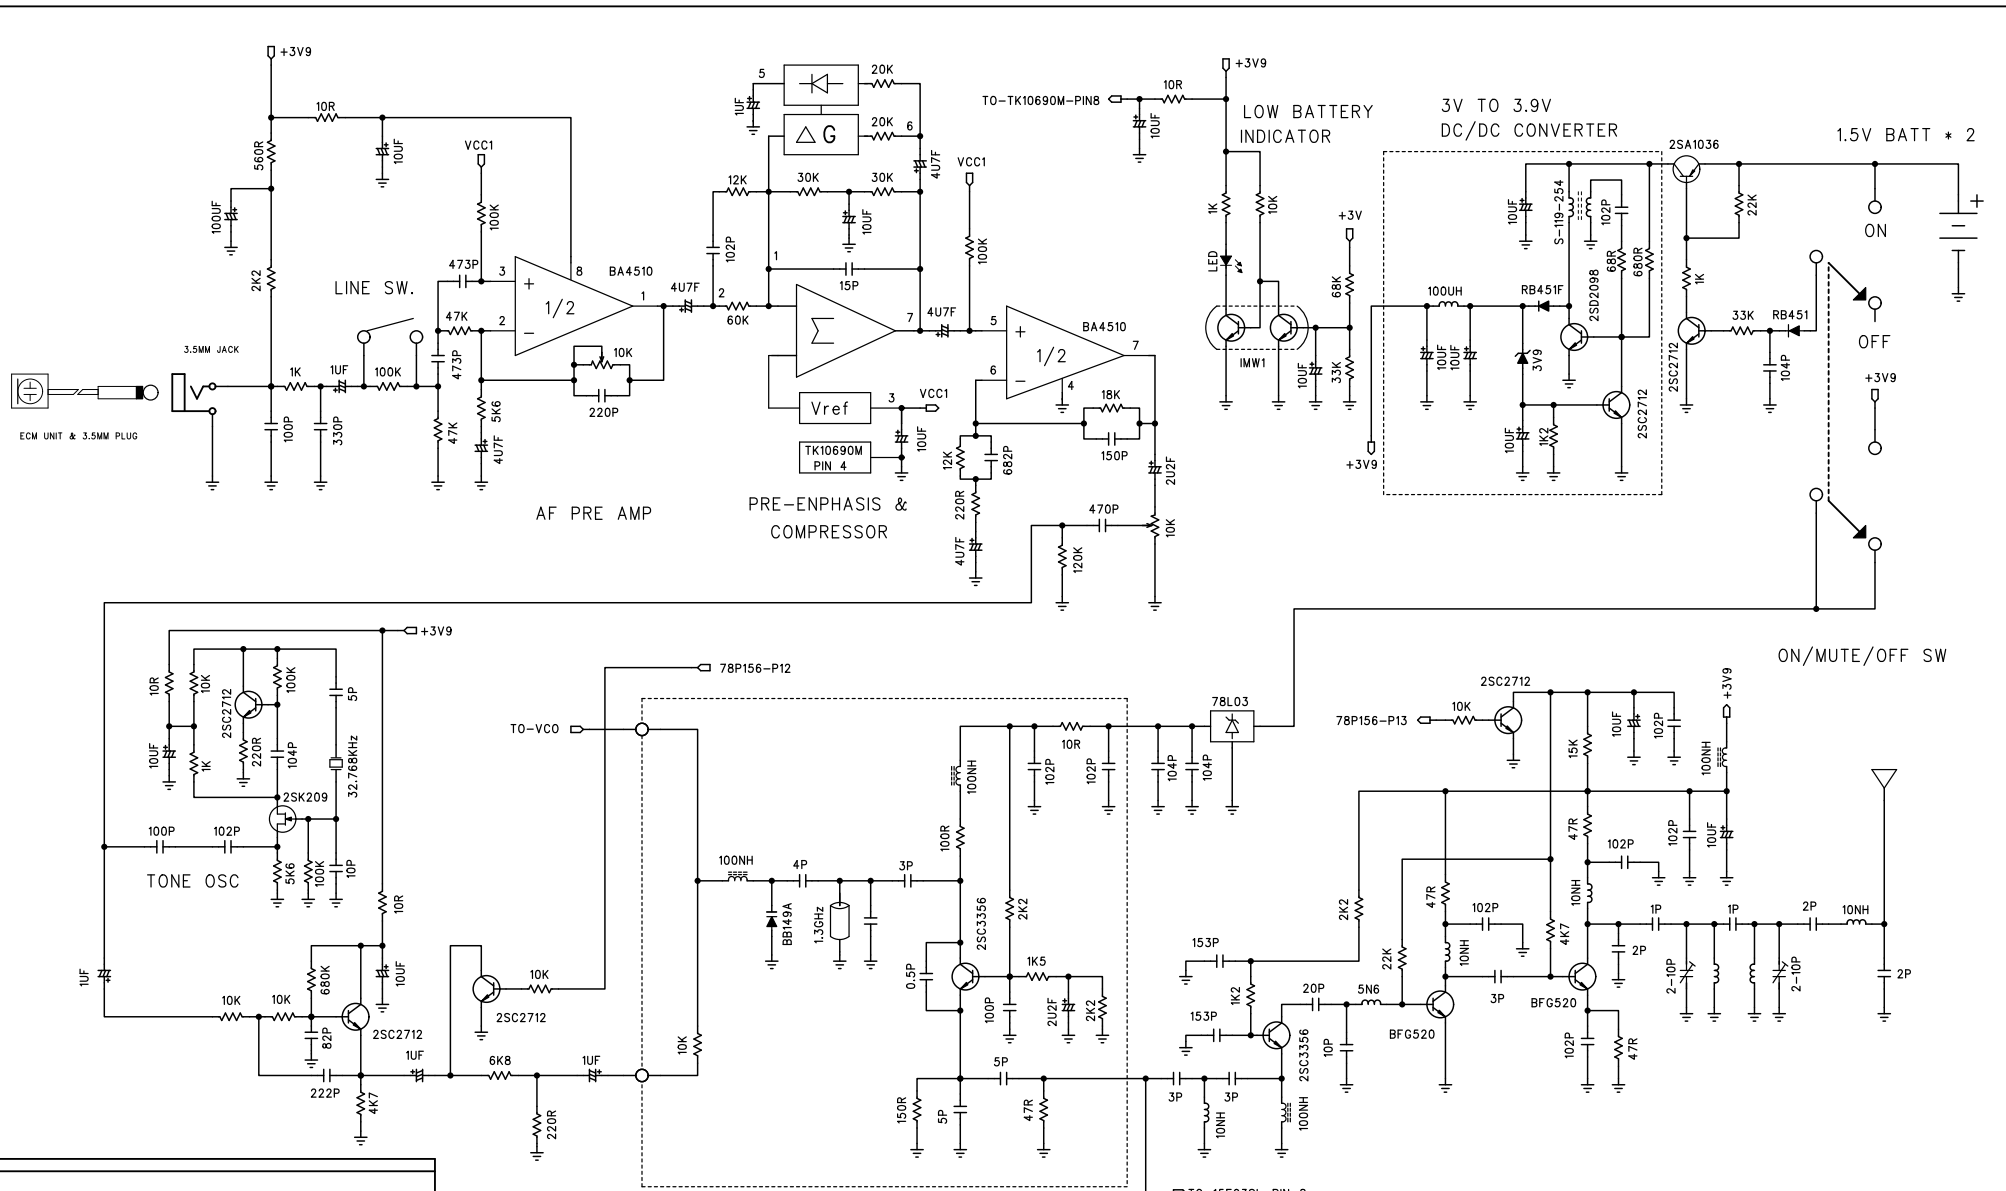 +3V9
10R
560R
10UF
100UF
2K2
3.5MM JACK
ECM UNIT & 3.5MM PLUG
1K
1UF
100P
330P
LINE SW.
100K
VCC1
100K
473P
47K
473P
47K
3
2
8
1
1/2
BA4510
10K
220P
5K6
4U7F
AF PRE AMP
4U7F
5
1UF
20K
△G
20K
6
4U7F
12K
30K
30K
10UF
102P
1
15P
2
60K
Σ
7
4U7F
Vref
3
VCC1
TK10690M
PIN 4
10UF
PRE-ENPHASIS &
COMPRESSOR
VCC1
100K
5
6
7
4
1/2
BA4510
18K
150P
12K
682P
220R
4U7F
2U2F
10K
470P
120K
TO-TK10690M-PIN8
10UF
10R
+3V9
LOW BATTERY
INDICATOR
1K
10K
LED
IMW1
+3V
68K
10UF
33K
3V TO 3.9V
DC/DC CONVERTER
+3V9
100UH
10UF
10UF
RB451F
3V9
10UF
1K2
10UF
S-119-254
102P
68R
680R
2SD2098
2SC2712
2SA1036
22K
1K
2SC2712
33K
RB451
104P
1.5V BATT * 2
+
ON
OFF
+3V9
ON/MUTE/OFF SW
+3V9
10R
10K
10UF
1K
2SC2712
220R
100K
104P
5P
32.768KHz
2SK209
100P
102P
5K6
100K
10P
TONE OSC
10R
10UF
1UF
10K
10K
680K
82P
2SC2712
222P
4K7
1UF
2SC2712
10K
6K8
220R
1UF
78P156-P12
TO-VCO
10K
100NH
BB149A
4P
1.3GHz
3P
100NH
100R
102P
10R
102P
104P
104P
78L03
2K2
2SC3356
0.5P
100P
1K5
2U2F
2K2
150R
5P
5P
47R
3P
10NH
3P
100NH
2SC3356
153P
153P
1K2
2K2
20P
10P
5N6
22K
BFG520
47R
102P
10NH
3P
4K7
BFG520
78P156-P13
10K
2SC2712
15K
10UF
102P
+3V9
100NH
47R
102P
102P
10UF
10NH
102P
47R
2P
1P
2-10P
1P
2-10P
2P
10NH
2P